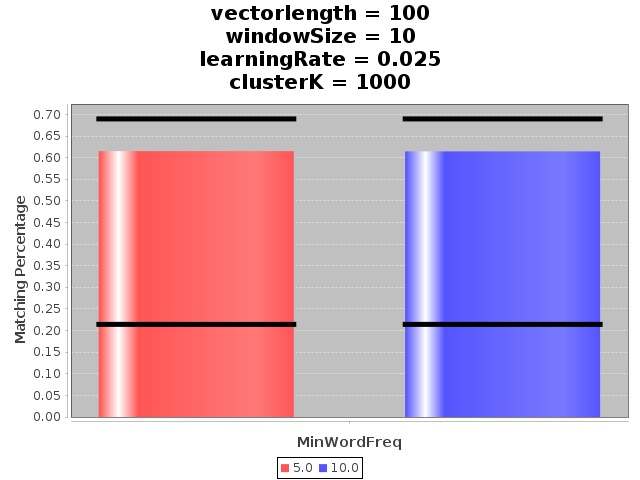 vectorlength = 100
windowSize = 10
learningRate = 0.025
clusterK = 1000
Matching Percentage
0.70
0.65
0.60
0.55
0.50
0.45
0.40
0.35
0.30
0.25
0.20
0.15
0.10
0.05
0.00
MinWordFreq
5.0 10.0